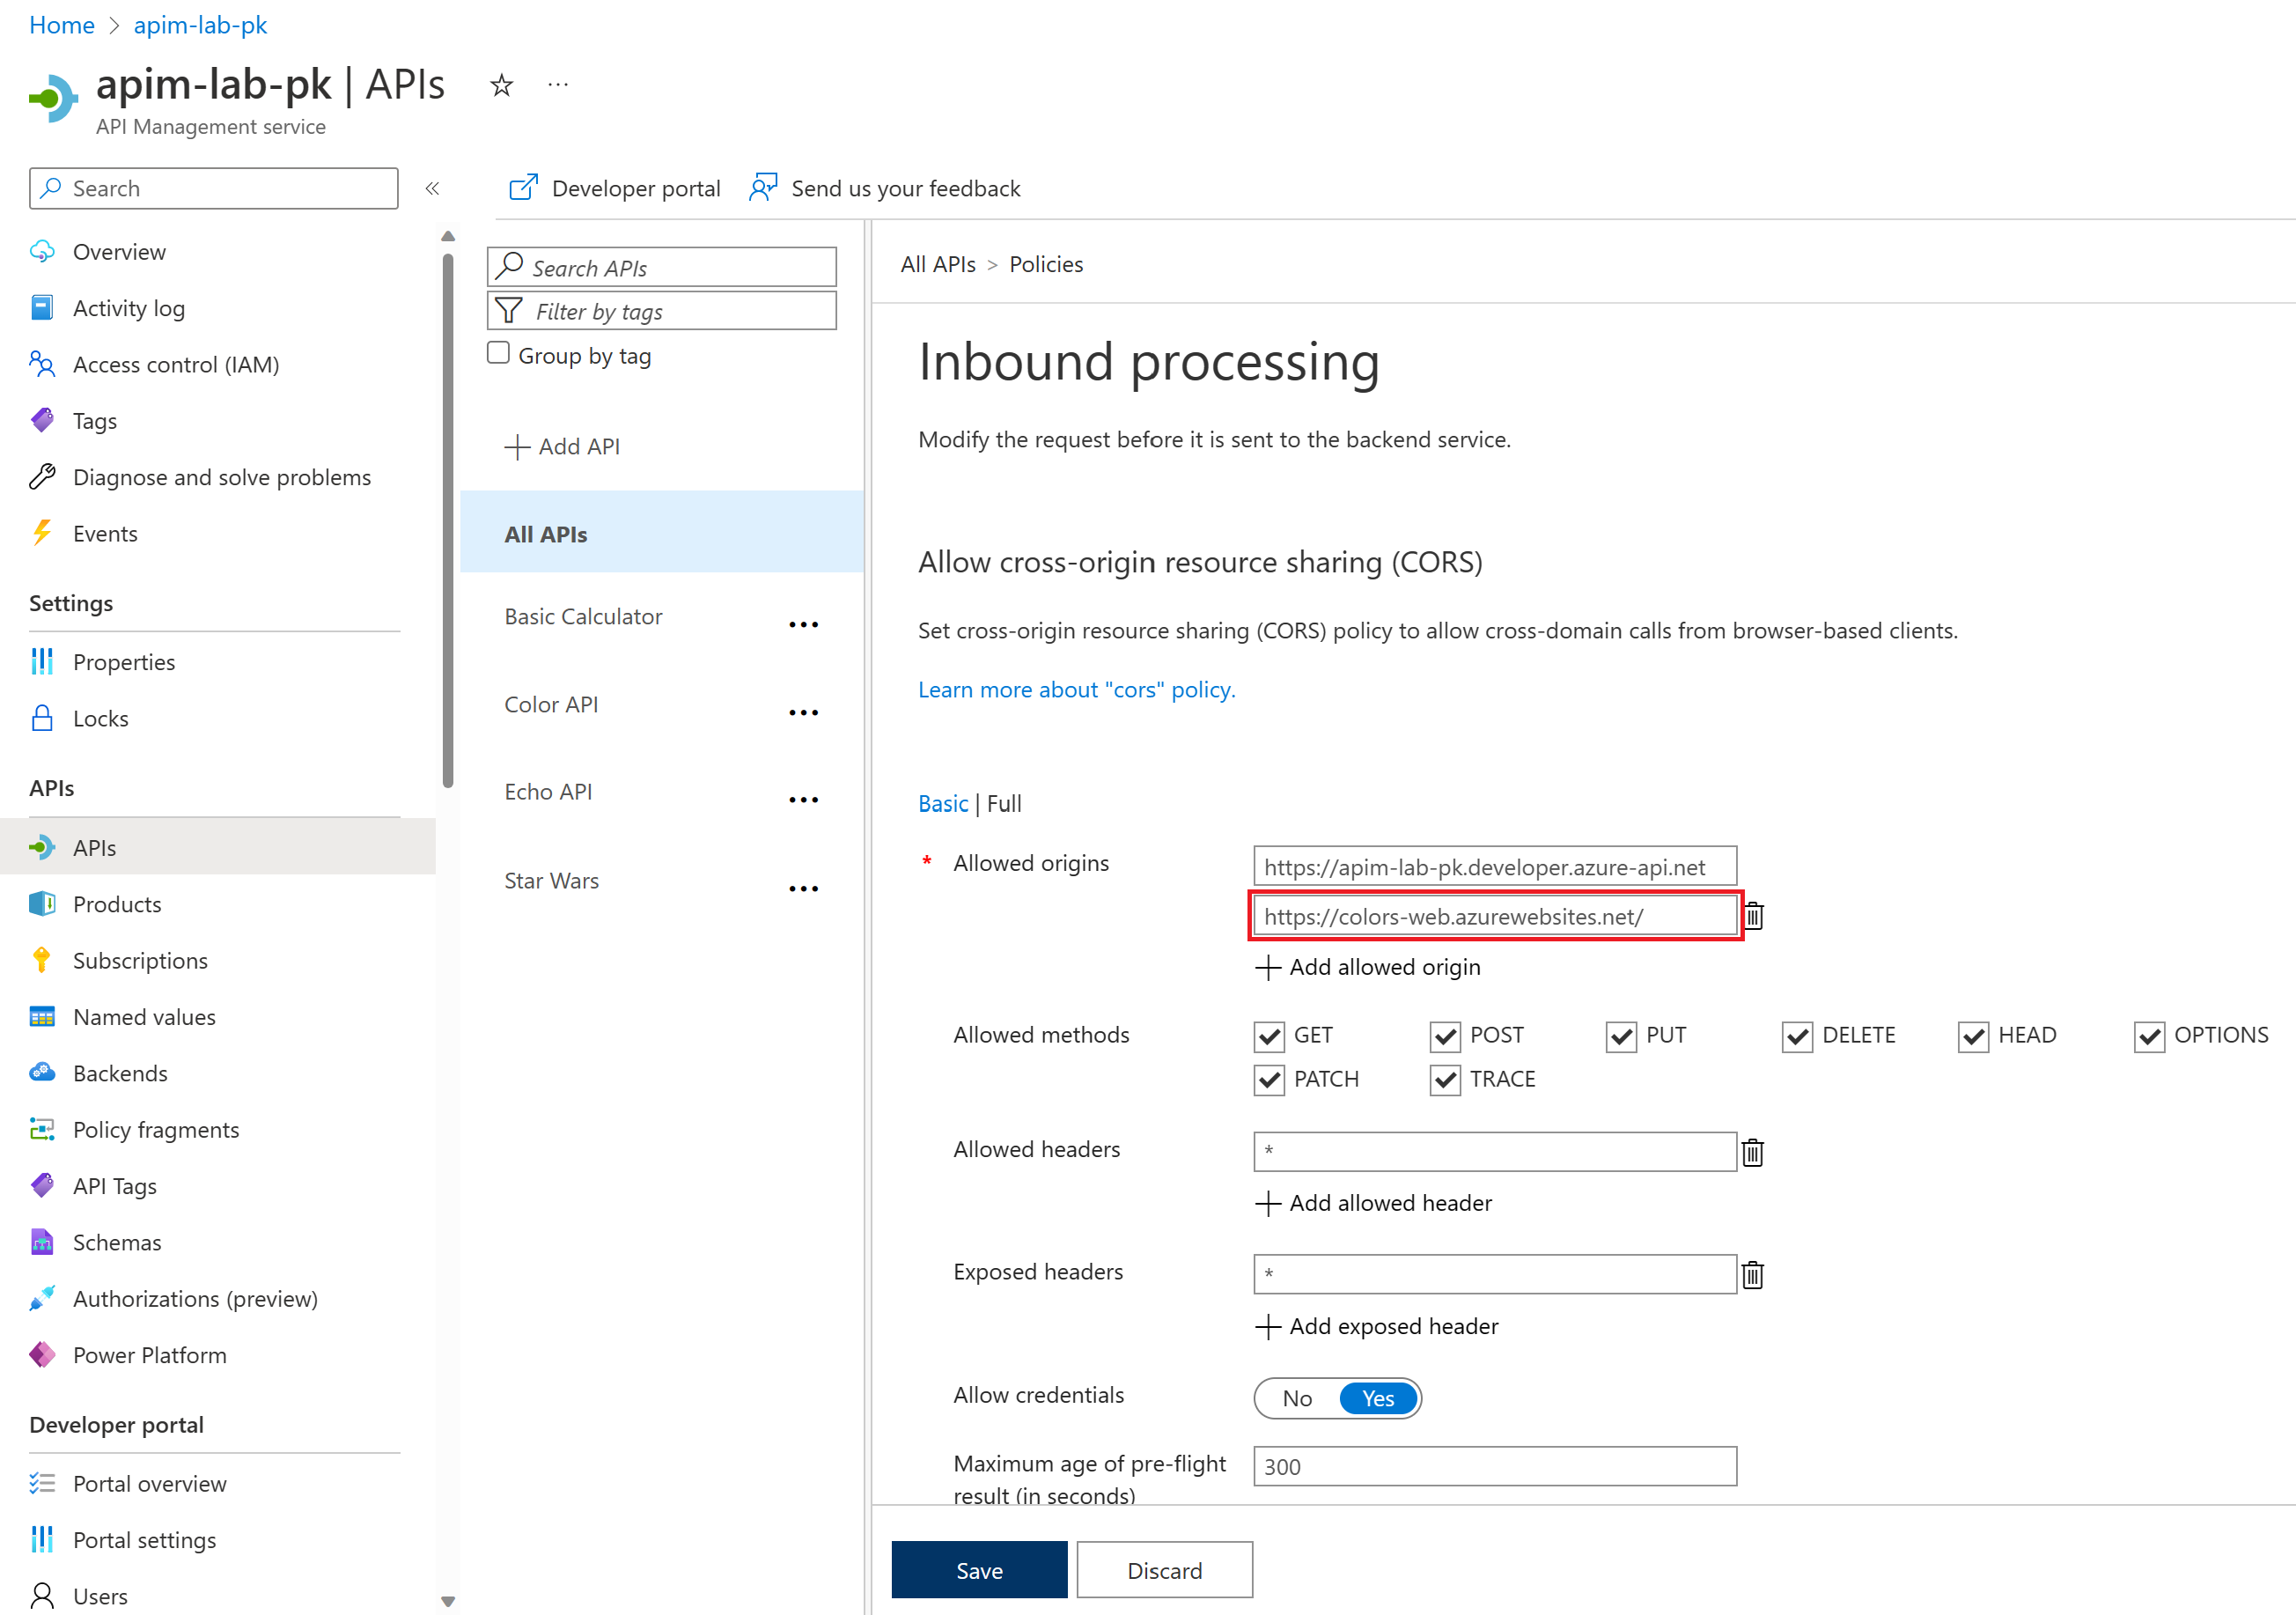 Home > apim-lab-pk
apim-lab-pk | APIs ...
API Management service
Search
«
Overview
Activity log
Access control (IAM)
Tags
Diagnose and solve problems
Events
Settings
Properties
Locks
APIs
APIs
Products
Subscriptions
Named values
Backends
Policy fragments
API Tags
Schemas
Authorizations (preview)
Power Platform
Developer portal
Portal overview
Portal settings
Users
Developer portal
Send us your feedback
Search APIs
Filter by tags
Group by tag
+ Add API
All APIs
Basic Calculator ...
Color API ...
Echo API ...
Star Wars ...
All APIs > Policies
Inbound processing
Modify the request before it is sent to the backend service.
Allow cross-origin resource sharing (CORS)
Set cross-origin resource sharing (CORS) policy to allow cross-domain calls from browser-based clients.
Learn more about "cors" policy.
Basic | Full
* Allowed origins
https://apim-lab-pk.developer.azure-api.net
https://colors-web.azurewebsites.net/
+ Add allowed origin
Allowed methods
GET POST PUT DELETE HEAD OPTIONS
PATCH TRACE
Allowed headers
*
+ Add allowed header
Exposed headers
*
+ Add exposed header
Allow credentials
No Yes
Maximum age of pre-flight
result (in seconds)
300
Save Discard